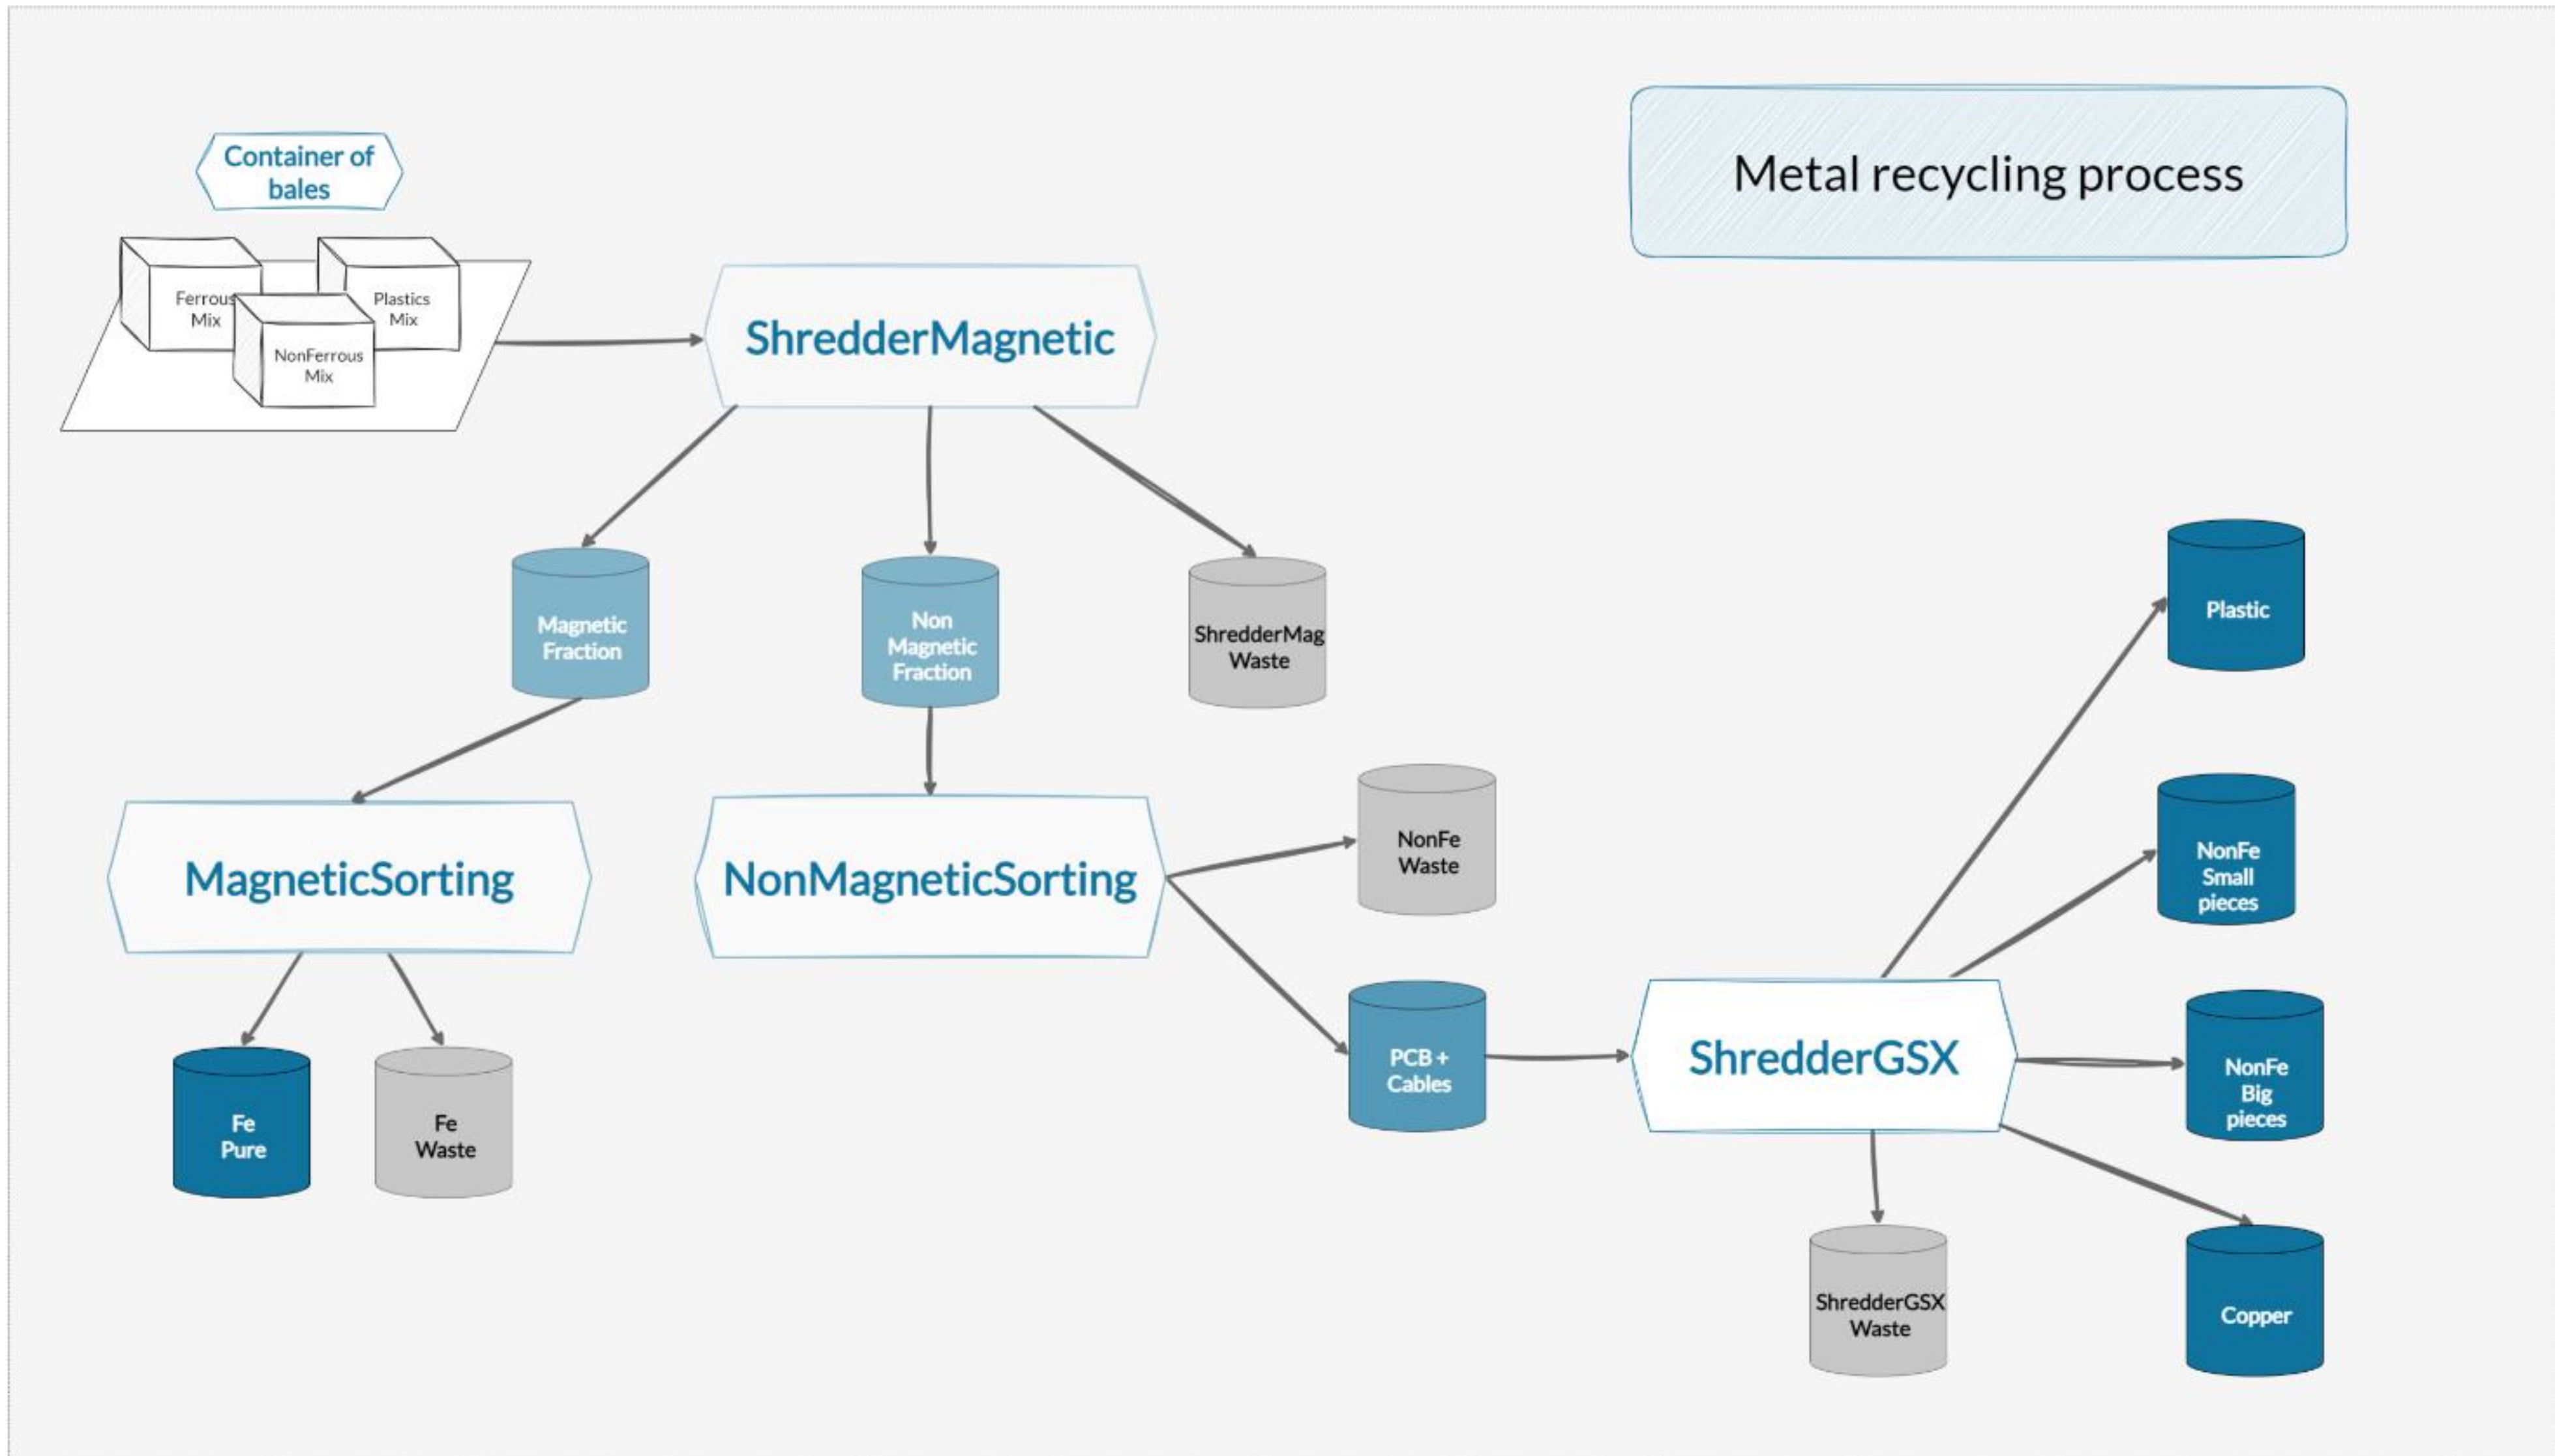 Metal recycling process
Container of
bales
Ferrous
Mix
Plastics
Mix
NonFerrous
Mix
ShredderMagnetic
Magnetic
Fraction
Non
Magnetic
Fraction
ShredderMag
Waste
Plastic
MagneticSorting
NonMagneticSorting
NonFe
Waste
NonFe
Small
pieces
PCB +
Cables
ShredderGSX
NonFe
Big
pieces
Fe
Pure
Fe
Waste
ShredderGSX
Waste
Copper